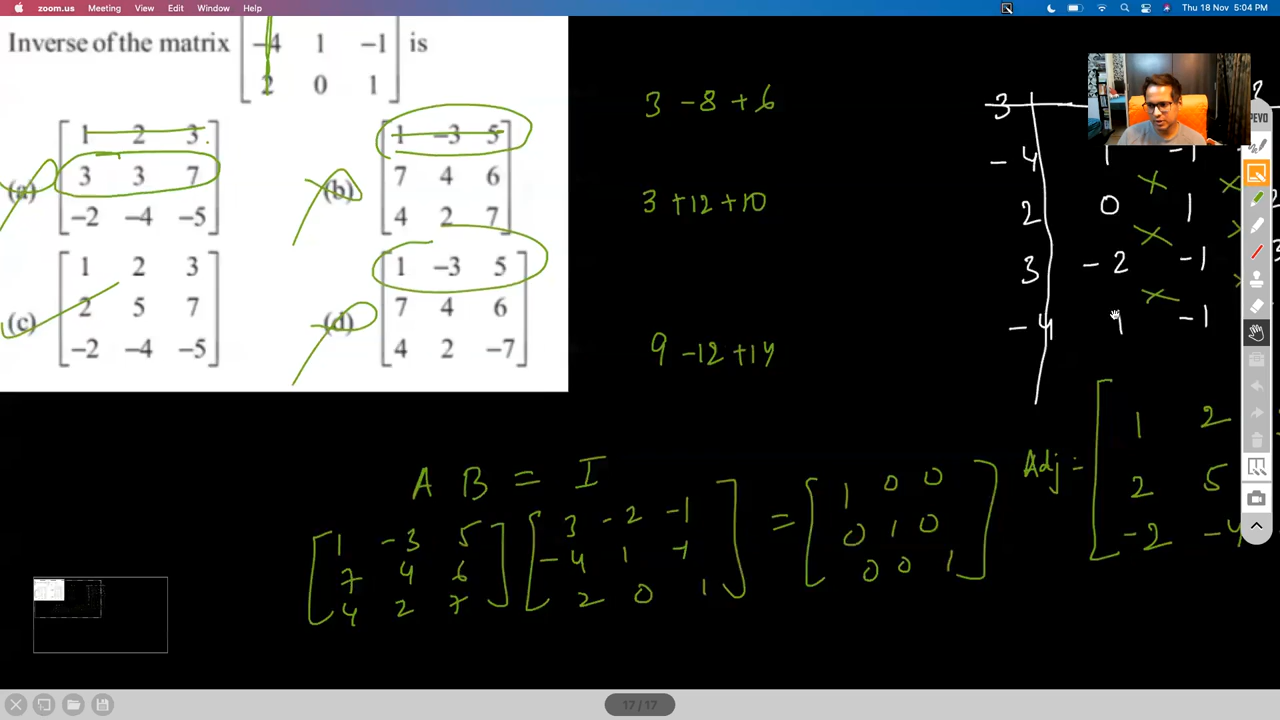 zoom.us Meeting View Edit Window Help Thu 18 Nov 5:04 PM
Inverse of the matrix [ -4 1 -1 ] is
2 0 1
(a) 1 2 3
3 3 7
-2 -4 -5
(b) 1 -3 5
7 4 6
4 2 7
(c) 1 2 3
2 5 7
-2 -4 -5
(d) 1 -3 5
7 4 6
4 2 -7
3 - 8 + 6
3 + 12 + 10
9 - 12 + 14
3
-4 1 -1
2 0 1
3 -2 -1
-4 1 -1
A B = I
[ 1 -3 5 ] [ 3 -2 -1 ] = [ 1 0 0 ]
7 4 6 -4 1 -1 0 1 0
4 2 7 2 0 1 0 0 1
Adj = [ 1 2
2 5
-2 -4
17 / 17